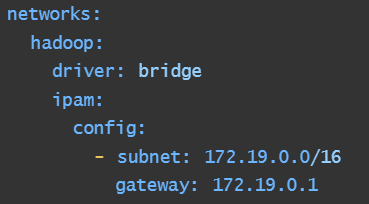 networks:
  hadoop:
    driver: bridge
    ipam:
      config:
        - subnet: 172.19.0.0/16
          gateway: 172.19.0.1